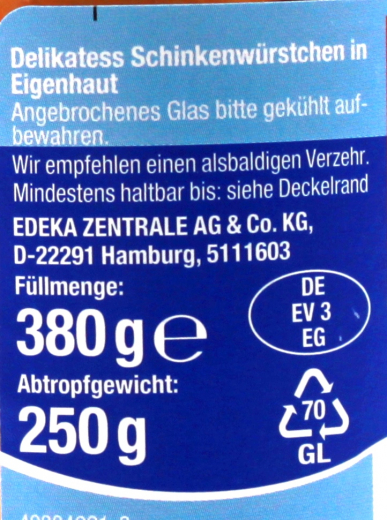 Delikatess Schinkenwürstchen in
Eigenhaut
Angebrochenes Glas bitte gekühlt auf-
bewahren.
Wir empfehlen einen alsbaldigen Verzehr.
Mindestens haltbar bis: siehe Deckelrand
EDEKA ZENTRALE AG & Co. KG,
D-22291 Hamburg, 5111603
Füllmenge:
380 g e
DE
EV 3
EG
Abtropfgewicht:
250 g
70
GL